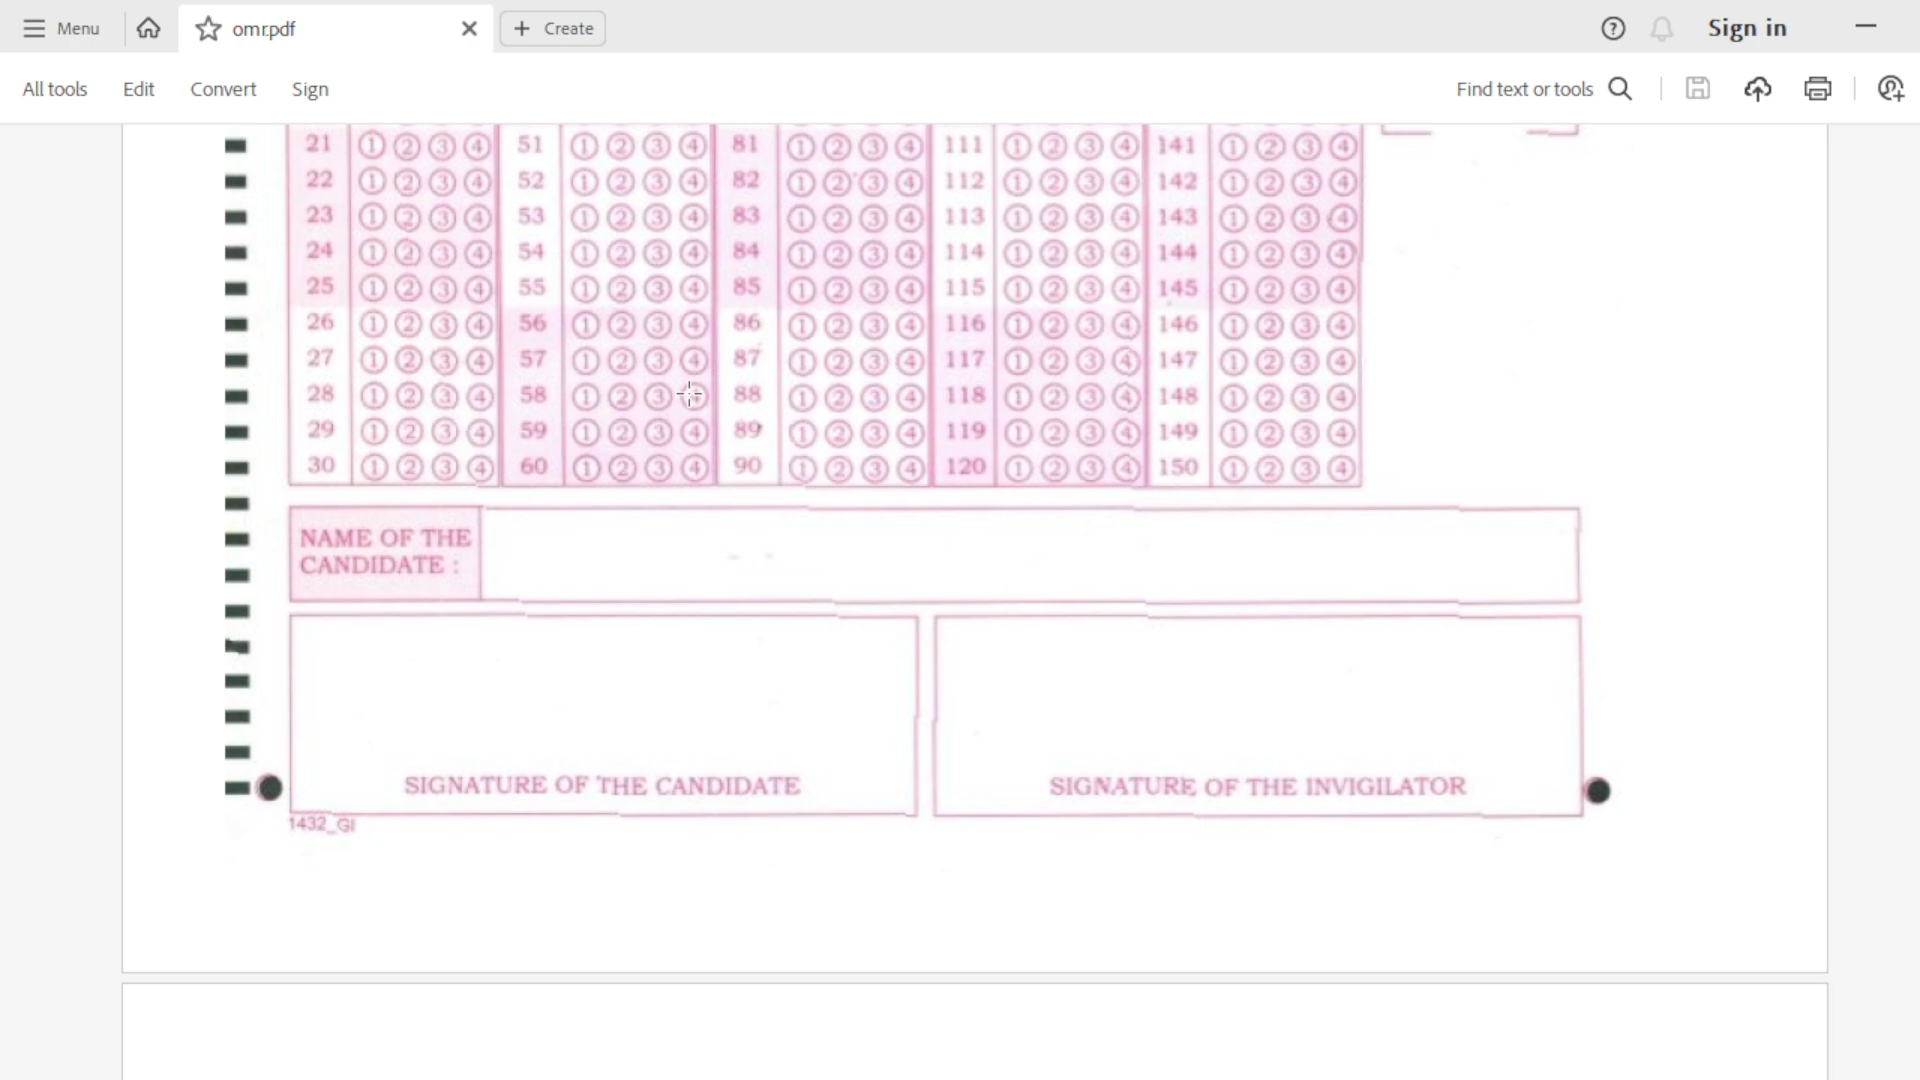 Menu omr.pdf Create Sign in
All tools Edit Convert Sign Find text or tools
21 1 2 3 4 51 1 2 3 4 81 1 2 3 4 111 1 2 3 4 141 1 2 3 4
22 1 2 3 4 52 1 2 3 4 82 1 2 3 4 112 1 2 3 4 142 1 2 3 4
23 1 2 3 4 53 1 2 3 4 83 1 2 3 4 113 1 2 3 4 143 1 2 3 4
24 1 2 3 4 54 1 2 3 4 84 1 2 3 4 114 1 2 3 4 144 1 2 3 4
25 1 2 3 4 55 1 2 3 4 85 1 2 3 4 115 1 2 3 4 145 1 2 3 4
26 1 2 3 4 56 1 2 3 4 86 1 2 3 4 116 1 2 3 4 146 1 2 3 4
27 1 2 3 4 57 1 2 3 4 87 1 2 3 4 117 1 2 3 4 147 1 2 3 4
28 1 2 3 4 58 1 2 3 88 1 2 3 4 118 1 2 3 4 148 1 2 3 4
29 1 2 3 4 59 1 2 3 4 89 1 2 3 4 119 1 2 3 4 149 1 2 3 4
30 1 2 3 4 60 1 2 3 4 90 1 2 3 4 120 1 2 3 4 150 1 2 3 4
NAME OF THE
CANDIDATE :
SIGNATURE OF THE CANDIDATE SIGNATURE OF THE INVIGILATOR
1432_GI